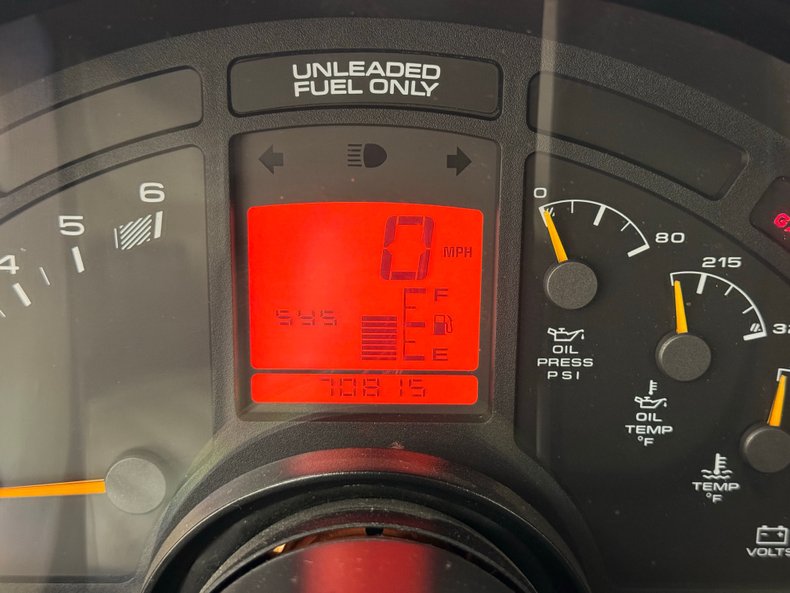 UNLEADED
FUEL ONLY
6
5
4
0
MPH
F
545
E
70815
0
80
OIL
PRESS
PSI
215
OIL
TEMP
°F
TEMP
°F
VOLTS